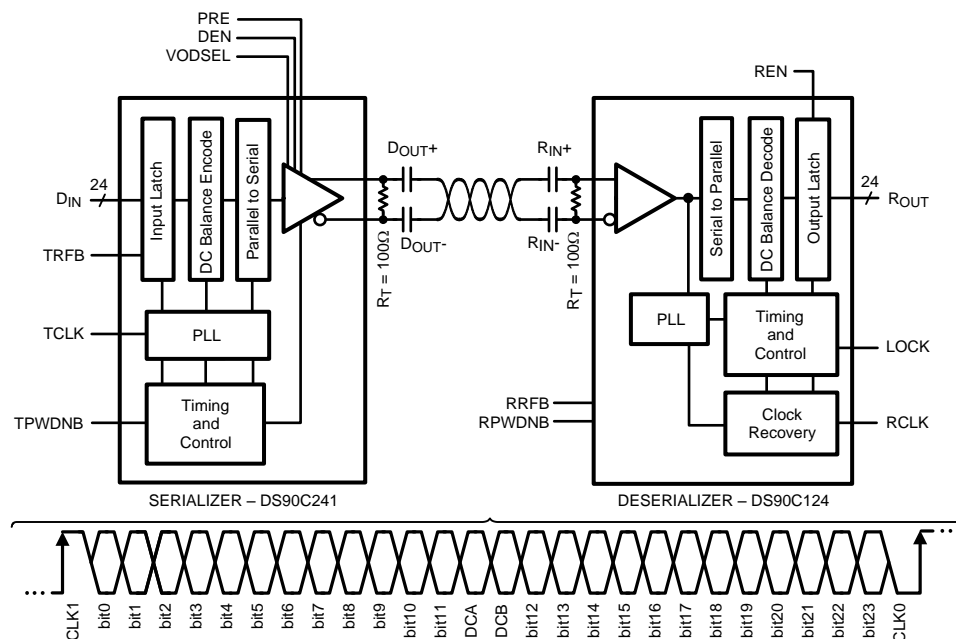 PRE
DEN
VODSEL
REN
24
DIN
TRFB
TCLK
TPWDNB
Input Latch
DC Balance Encode
Parallel to Serial
PLL
Timing
and
Control
DOUT+
DOUT-
RT = 100Ω
RIN+
RIN-
RT = 100Ω
Serial to Parallel
DC Balance Decode
Output Latch
24
ROUT
PLL
Timing
and
Control
LOCK
RRFB
RPWDNB
Clock
Recovery
RCLK
SERIALIZER – DS90C241
DESERIALIZER – DS90C124
CLK1
bit0
bit1
bit2
bit3
bit4
bit5
bit6
bit7
bit8
bit9
bit10
bit11
DCA
DCB
bit12
bit13
bit14
bit15
bit16
bit17
bit18
bit19
bit20
bit21
bit22
bit23
CLK0